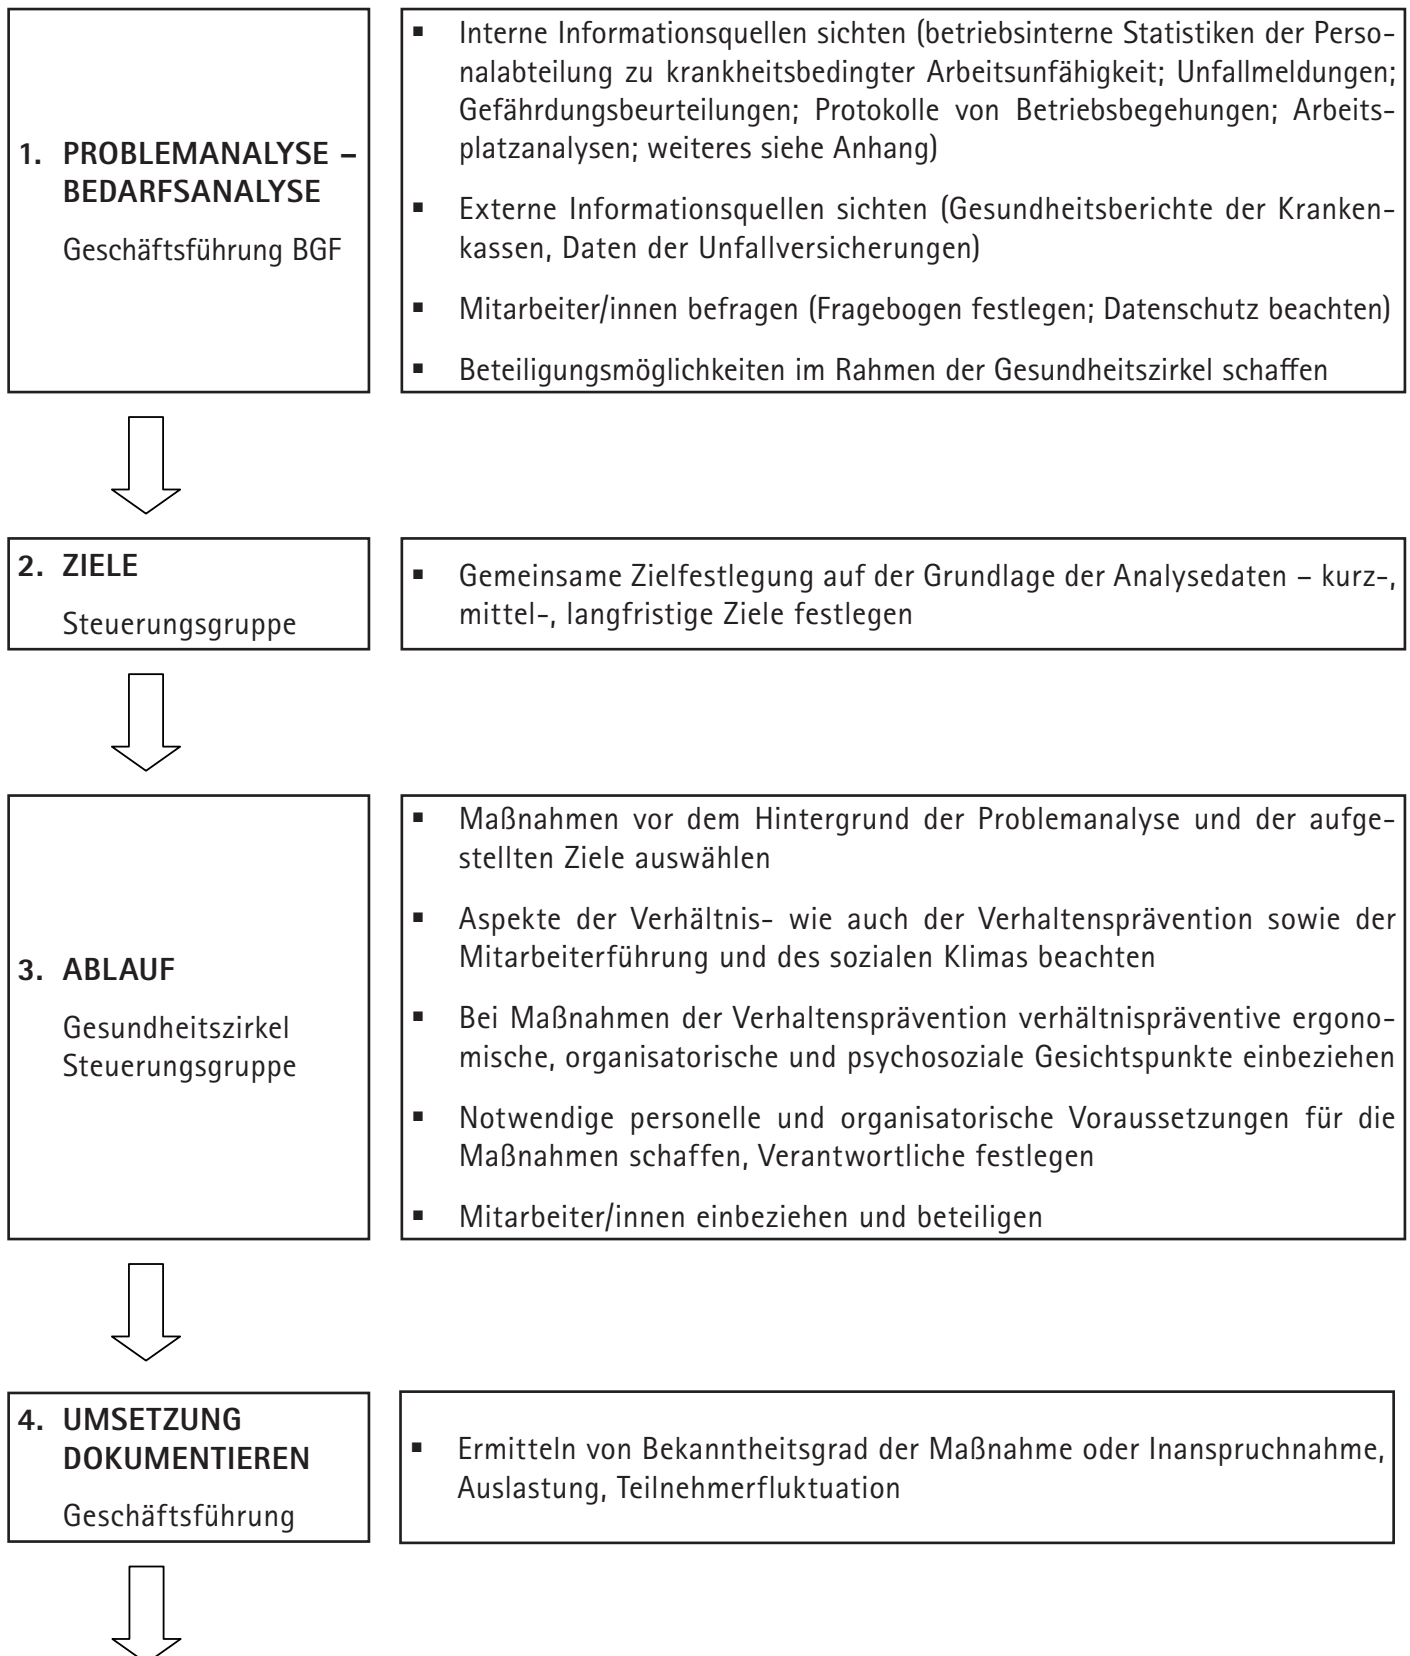 1. PROBLEMANALYSE –
BEDARFSANALYSE
Geschäftsführung BGF
▪ Interne Informationsquellen sichten (betriebsinterne Statistiken der Perso-
nalabteilung zu krankheitsbedingter Arbeitsunfähigkeit; Unfallmeldungen;
Gefährdungsbeurteilungen; Protokolle von Betriebsbegehungen; Arbeits-
platzanalysen; weiteres siehe Anhang)
▪ Externe Informationsquellen sichten (Gesundheitsberichte der Kranken-
kassen, Daten der Unfallversicherungen)
▪ Mitarbeiter/innen befragen (Fragebogen festlegen; Datenschutz beachten)
▪ Beteiligungsmöglichkeiten im Rahmen der Gesundheitszirkel schaffen
2. ZIELE
Steuerungsgruppe
▪ Gemeinsame Zielfestlegung auf der Grundlage der Analysedaten – kurz-,
mittel-, langfristige Ziele festlegen
3. ABLAUF
Gesundheitszirkel
Steuerungsgruppe
▪ Maßnahmen vor dem Hintergrund der Problemanalyse und der aufge-
stellten Ziele auswählen
▪ Aspekte der Verhältnis- wie auch der Verhaltensprävention sowie der
Mitarbeiterführung und des sozialen Klimas beachten
▪ Bei Maßnahmen der Verhaltensprävention verhältnispräventive ergono-
mische, organisatorische und psychosoziale Gesichtspunkte einbeziehen
▪ Notwendige personelle und organisatorische Voraussetzungen für die
Maßnahmen schaffen, Verantwortliche festlegen
▪ Mitarbeiter/innen einbeziehen und beteiligen
4. UMSETZUNG
DOKUMENTIEREN
Geschäftsführung
▪ Ermitteln von Bekanntheitsgrad der Maßnahme oder Inanspruchnahme,
Auslastung, Teilnehmerfluktuation